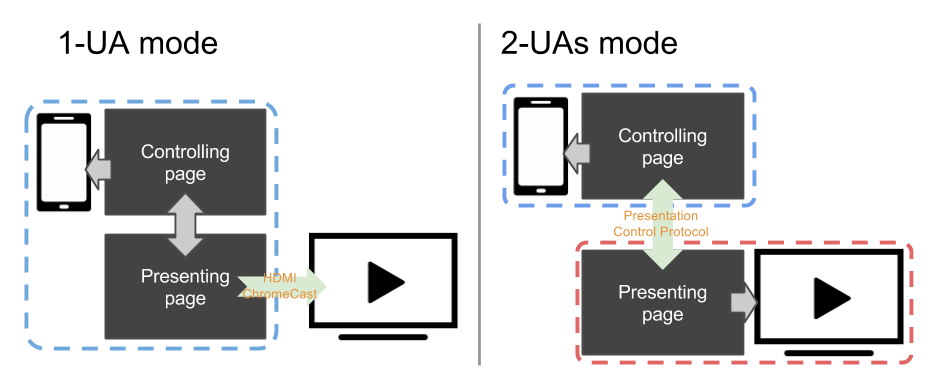 1-UA mode
Controlling
page
Presenting
page
HDMI
ChromeCast
2-UAs mode
Controlling
page
Presentation
Control Protocol
Presenting
page